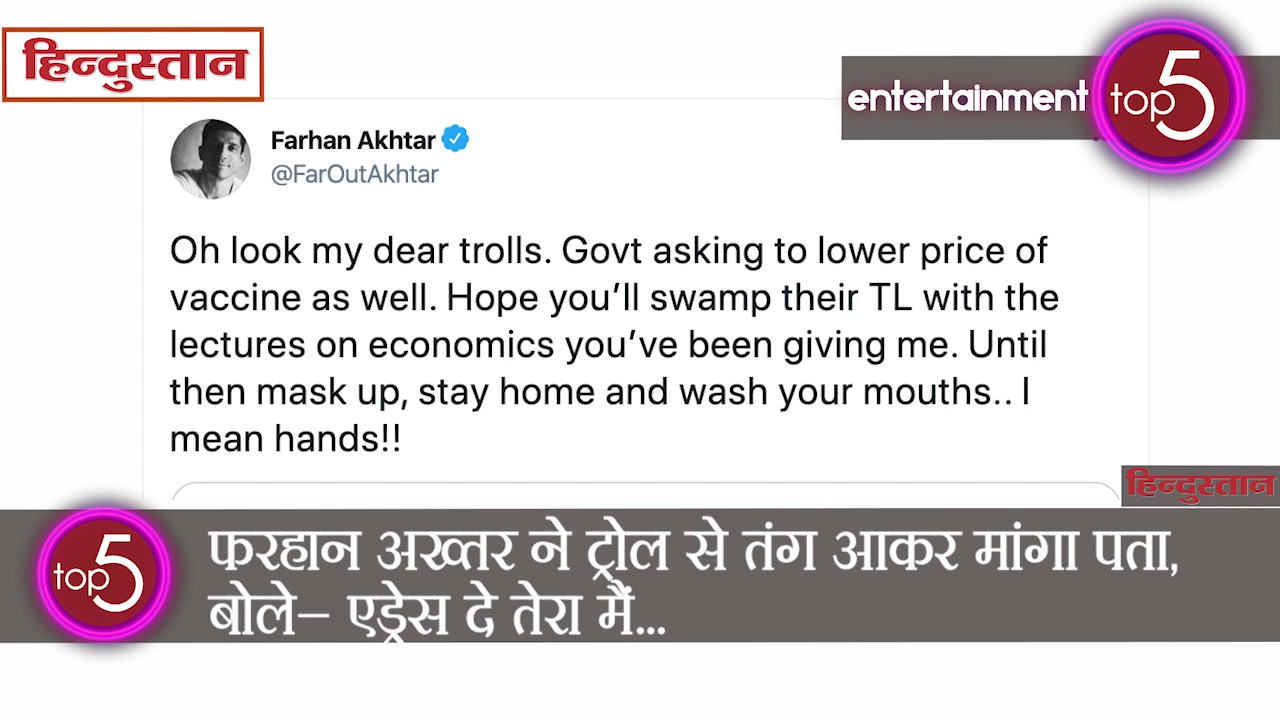 हिन्दुस्तान
entertainment top 5
Farhan Akhtar
@FarOutAkhtar
Oh look my dear trolls. Govt asking to lower price of
vaccine as well. Hope you’ll swamp their TL with the
lectures on economics you’ve been giving me. Until
then mask up, stay home and wash your mouths.. I
mean hands!!
हिन्दुस्तान
top 5
फरहान अख्तर ने ट्रोल से तंग आकर मांगा पता,
बोले– एड्रेस दे तेरा मैं...